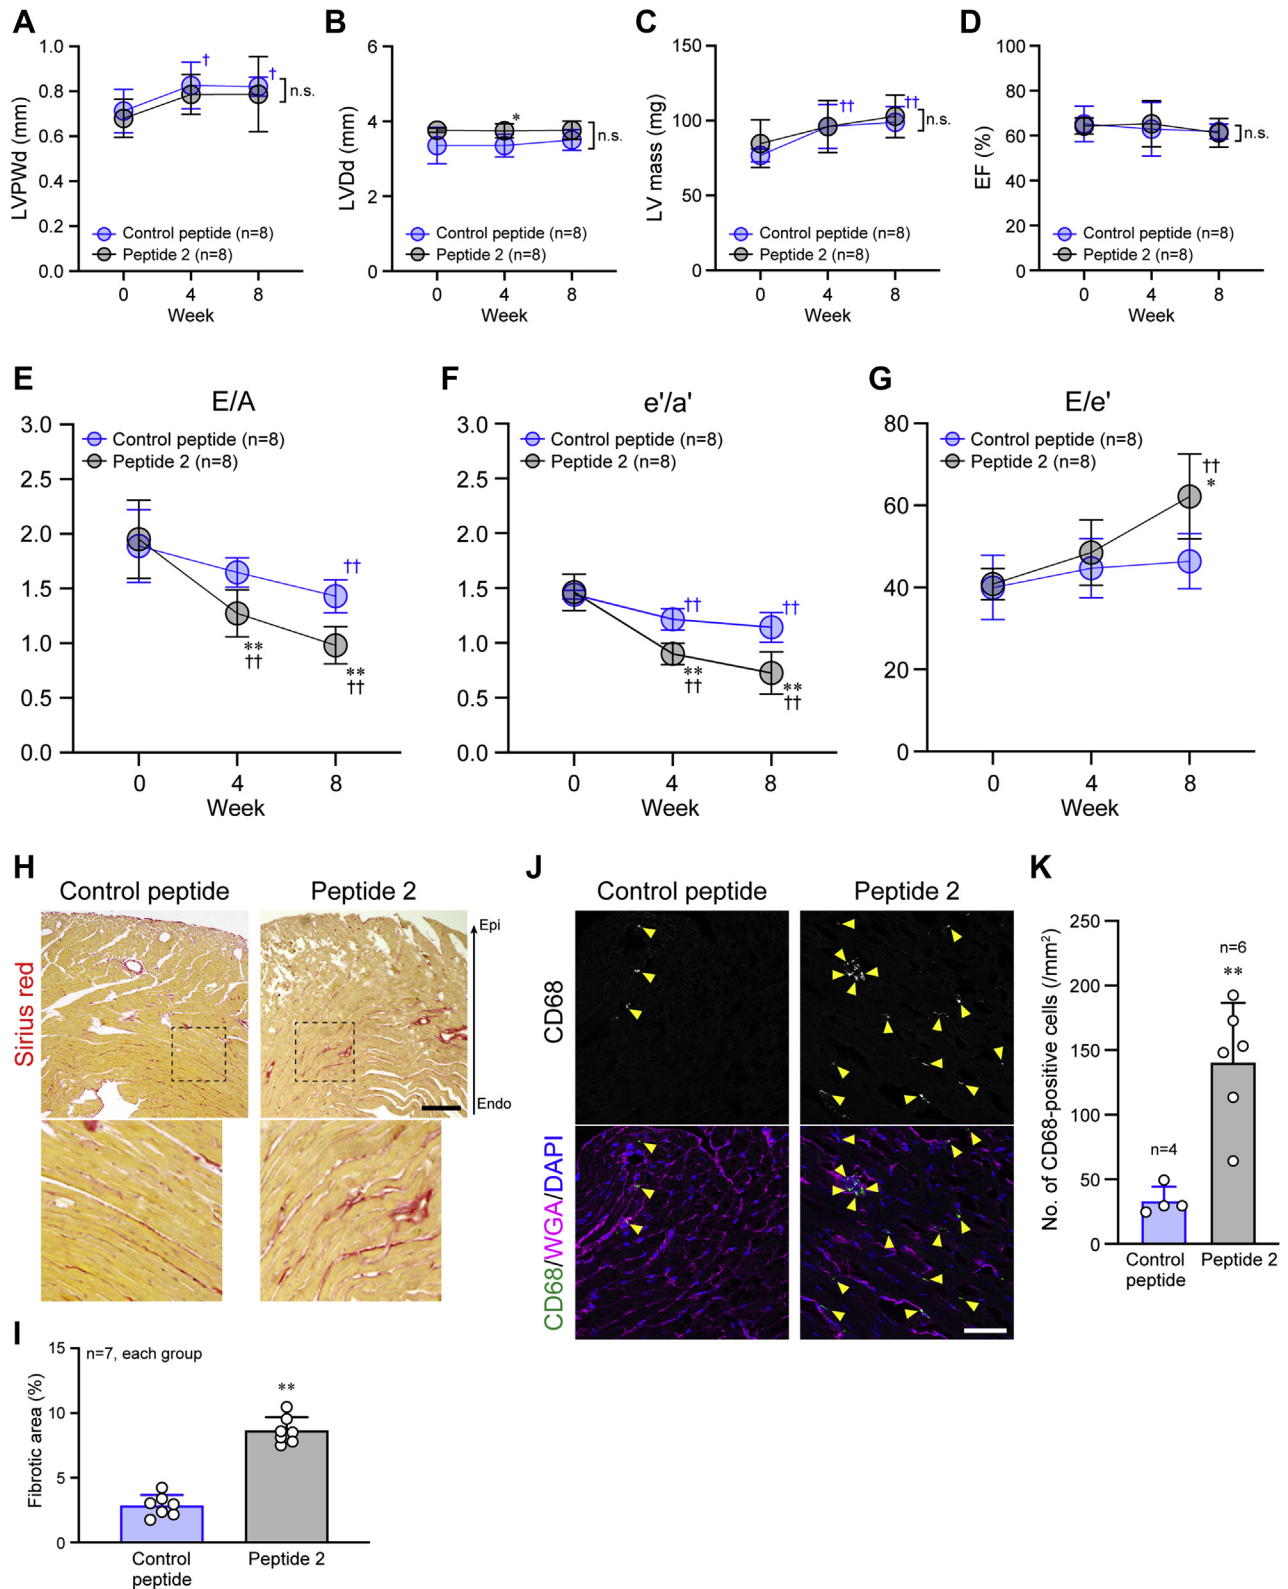 A
LVPWd (mm)
1.0
0.8
0.6
0.4
0.2
0.0
†
†
n.s.
Control peptide (n=8)
Peptide 2 (n=8)
0 4 8
Week
B
LVDd (mm)
6
4
2
0
*
n.s.
Control peptide (n=8)
Peptide 2 (n=8)
0 4 8
Week
C
LV mass (mg)
150
100
50
0
††
††
n.s.
Control peptide (n=8)
Peptide 2 (n=8)
0 4 8
Week
D
EF (%)
100
80
60
40
20
0
n.s.
Control peptide (n=8)
Peptide 2 (n=8)
0 4 8
Week
E
E/A
3.0
2.5
2.0
1.5
1.0
0.5
0.0
Control peptide (n=8)
Peptide 2 (n=8)
††
**
††
**
††
0 4 8
Week
F
e'/a'
3.0
2.5
2.0
1.5
1.0
0.5
0.0
Control peptide (n=8)
Peptide 2 (n=8)
††
††
**
††
**
††
0 4 8
Week
G
E/e'
80
60
40
20
0
Control peptide (n=8)
Peptide 2 (n=8)
††
*
0 4 8
Week
H
Control peptide
Peptide 2
Sirius red
Epi
Endo
I
Fibrotic area (%)
15
10
5
0
n=7, each group
**
Control
peptide
Peptide 2
J
Control peptide
Peptide 2
CD68
CD68/WGA/DAPI
K
No. of CD68-positive cells (/mm²)
250
200
150
100
50
0
n=4
n=6
**
Control
peptide
Peptide 2